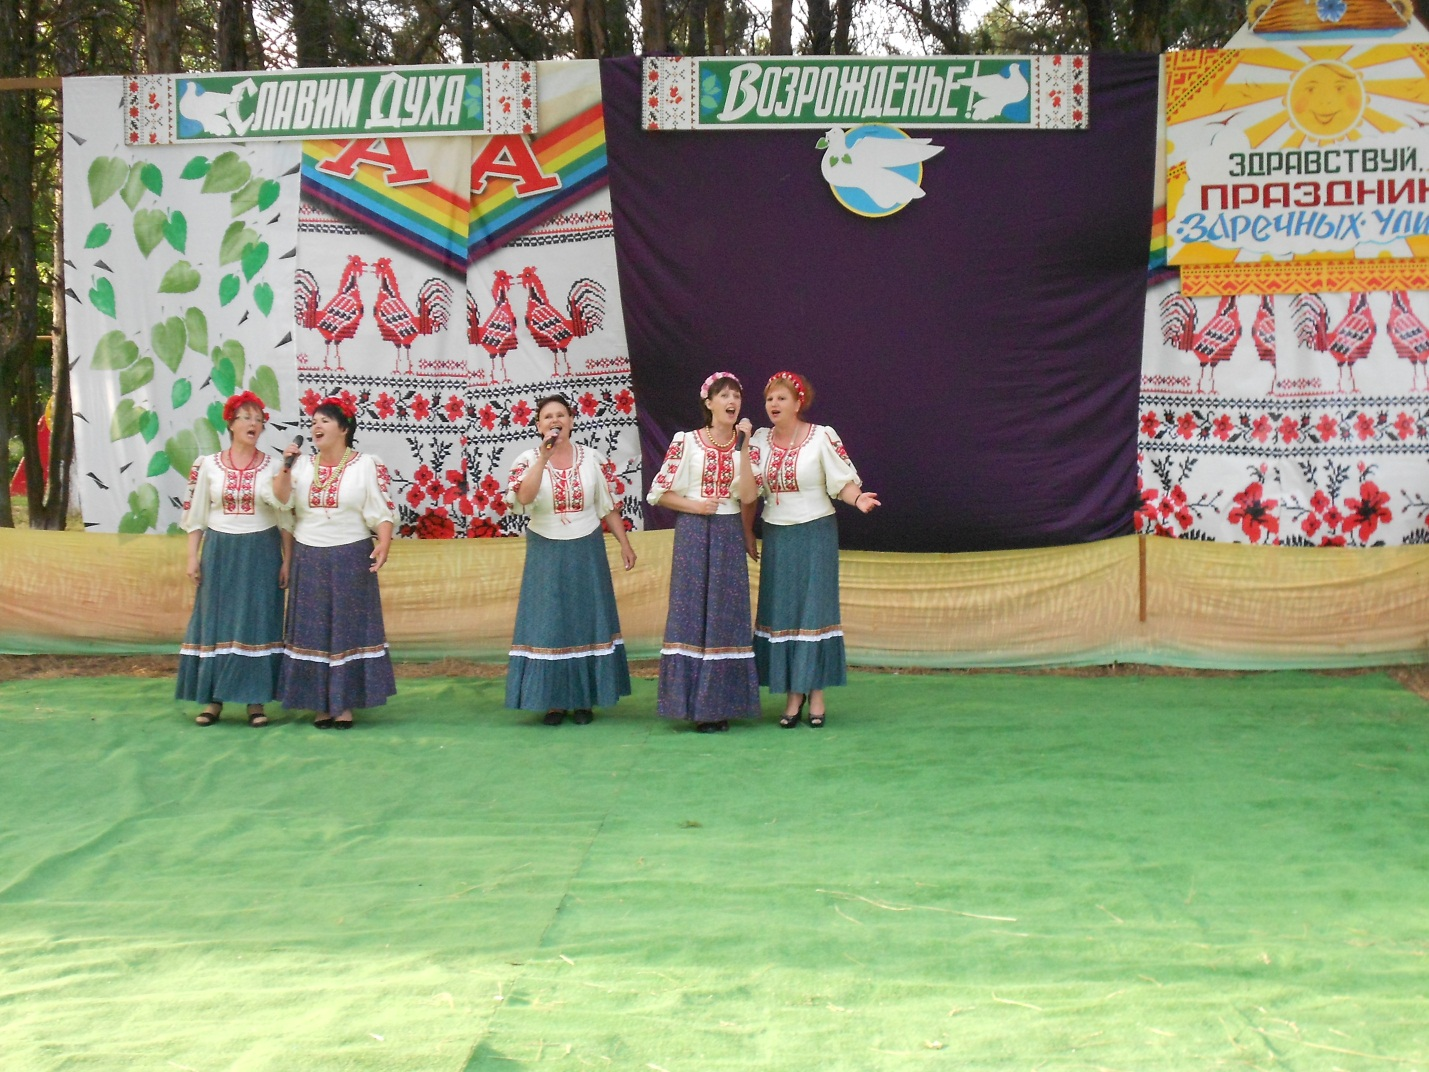 СЛАВИМ ДУХА
ВОЗРОЖДЕНЬЕ!
А А
ЗДРАВСТВУЙ,
ПРАЗДНИК
ЗАРЕЧНЫХ